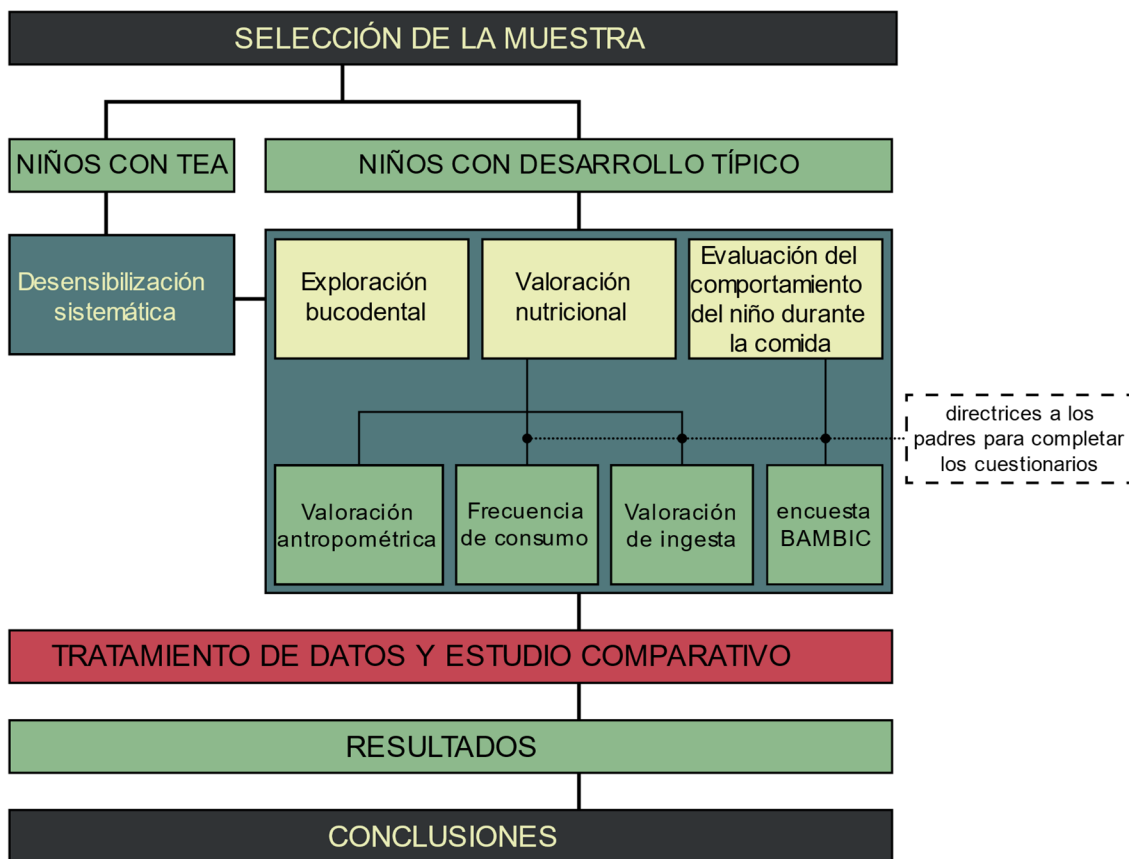 SELECCIÓN DE LA MUESTRA
NIÑOS CON TEA
NIÑOS CON DESARROLLO TÍPICO
Desensibilización
sistemática
Exploración
bucodental
Valoración
nutricional
Evaluación del
comportamiento
del niño durante
la comida
directrices a los
padres para completar
los cuestionarios
Valoración
antropométrica
Frecuencia
de consumo
Valoración
de ingesta
encuesta
BAMBIC
TRATAMIENTO DE DATOS Y ESTUDIO COMPARATIVO
RESULTADOS
CONCLUSIONES